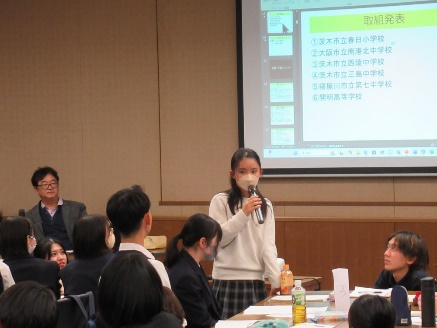 取組発表
①茨木市立春日小学校
②大阪市立南港北中学校
③茨木市立西陵中学校
④茨木市立三島中学校
⑤寝屋川市立第七中学校
⑥開明高等学校